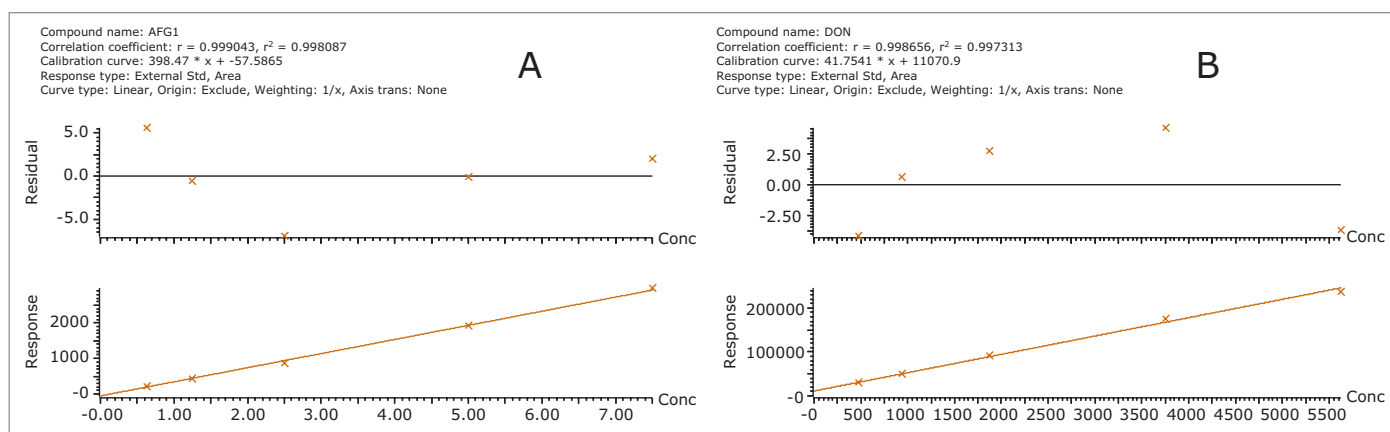 Compound name: AFG1
Correlation coefficient: r = 0.999043, r² = 0.998087
Calibration curve: 398.47 * x + -57.5865
Response type: External Std, Area
Curve type: Linear, Origin: Exclude, Weighting: 1/x, Axis trans: None
A
5.0
0.0
-5.0
Residual
Conc
2000
1000
-0
Response
Conc
-0.00 1.00 2.00 3.00 4.00 5.00 6.00 7.00
Compound name: DON
Correlation coefficient: r = 0.998656, r² = 0.997313
Calibration curve: 41.7541 * x + 11070.9
Response type: External Std, Area
Curve type: Linear, Origin: Exclude, Weighting: 1/x, Axis trans: None
B
2.50
0.00
-2.50
Residual
Conc
200000
100000
-0
Response
Conc
-0 500 1000 1500 2000 2500 3000 3500 4000 4500 5000 5500